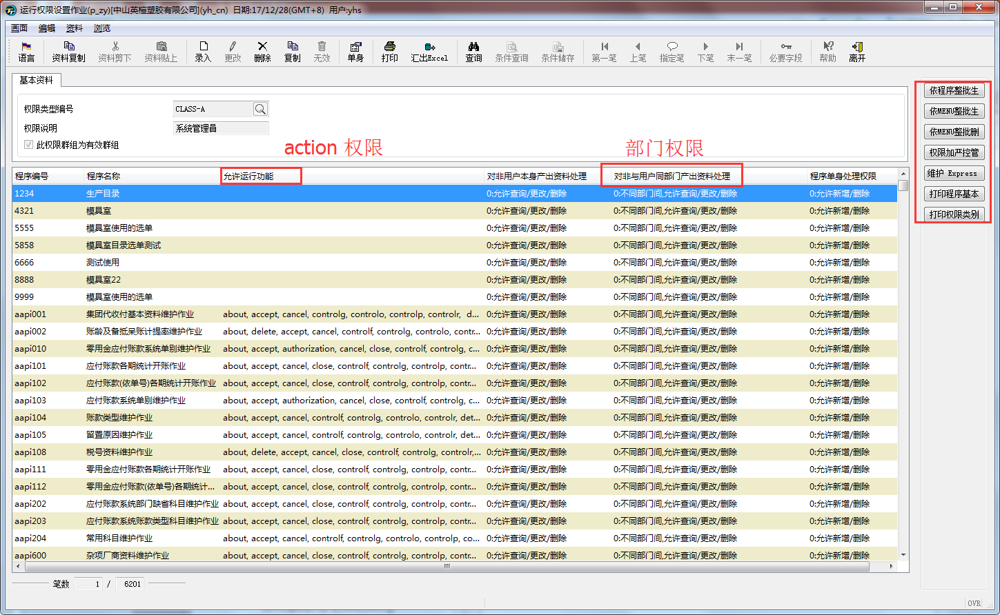 运行权限设置作业(p_zy)[中山英桓塑胶有限公司](yh_cn) 日期:17/12/28(GMT+8) 用户:yhs
画面 编辑 资料 浏览
语言 资料复制 资料剪下 资料贴上 录入 更改 删除 复制 无效 单身 打印 汇出Excel 查询 条件查询 条件储存 第一笔 上笔 指定笔 下笔 末一笔 必要字段 帮助 离开
基本资料
权限类型编号 CLASS-A
权限说明 系統管理員
此权限群组为有效群组
action 权限 部门权限
程序编号 程序名称 允许运行功能 对非用户本身产出资料处理 对非与用户同部门产出资料处理 程序单身处理权限
1234 生产目录 0:允许查询/更改/删除 0:不同部门间,允许查询/更改/删除 0:允许新增/删除
4321 模具室 0:允许查询/更改/删除 0:不同部门间,允许查询/更改/删除 0:允许新增/删除
5555 模具室使用的选单 0:允许查询/更改/删除 0:不同部门间,允许查询/更改/删除 0:允许新增/删除
5858 模具室目录选单测试 0:允许查询/更改/删除 0:不同部门间,允许查询/更改/删除 0:允许新增/删除
6666 测试使用 0:允许查询/更改/删除 0:不同部门间,允许查询/更改/删除 0:允许新增/删除
8888 模具室22 0:允许查询/更改/删除 0:不同部门间,允许查询/更改/删除 0:允许新增/删除
9999 模具室使用的选单 0:允许查询/更改/删除 0:不同部门间,允许查询/更改/删除 0:允许新增/删除
aapi001 集团代收付基本资料维护作业 about, accept, cancel, controlg, controlo, controlp, controlr, d... 0:允许查询/更改/删除 0:不同部门间,允许查询/更改/删除 0:允许新增/删除
aapi002 账龄及备抵呆账计提率维护作业 about, delete, accept, cancel, controlf, controlg, controlo, contr... 0:允许查询/更改/删除 0:不同部门间,允许查询/更改/删除 0:允许新增/删除
aapi010 零用金应付账款系统单别维护作业 about, accept, authorization, cancel, close, controlf, controlg, c... 0:允许查询/更改/删除 0:不同部门间,允许查询/更改/删除 0:允许新增/删除
aapi101 应付账款各期统计开账作业 about, accept, cancel, close, controlf, controlg, controlp, contr... 0:允许查询/更改/删除 0:不同部门间,允许查询/更改/删除 0:允许新增/删除
aapi102 应付账款(依单号)各期统计开账作业 about, accept, cancel, close, controlf, controlg, controlp, contr... 0:允许查询/更改/删除 0:不同部门间,允许查询/更改/删除 0:允许新增/删除
aapi103 应付账款系统单别维护作业 about, accept, authorization, cancel, close, controlf, controlg, c... 0:允许查询/更改/删除 0:不同部门间,允许查询/更改/删除 0:允许新增/删除
aapi104 账款类型维护作业 about, accept, cancel, controlf, controlg, controlo, controlr, det... 0:允许查询/更改/删除 0:不同部门间,允许查询/更改/删除 0:允许新增/删除
aapi105 留置原因维护作业 about, accept, cancel, controlf, controlg, controlo, controlr, det... 0:允许查询/更改/删除 0:不同部门间,允许查询/更改/删除 0:允许新增/删除
aapi108 税号资料维护作业 about, delete, accept, cancel, close, controlf, controlg, controlr,... 0:允许查询/更改/删除 0:不同部门间,允许查询/更改/删除 0:允许新增/删除
aapi111 零用金应付账款各期统计开账作业 about, accept, cancel, close, controlf, controlg, controlp, contr... 0:允许查询/更改/删除 0:不同部门间,允许查询/更改/删除 0:允许新增/删除
aapi112 零用金应付账款(依单号)各期统计... about, accept, cancel, close, controlf, controlg, controlp, contr... 0:允许查询/更改/删除 0:不同部门间,允许查询/更改/删除 0:允许新增/删除
aapi202 应付账款系统部门缺省科目维护作业 about, accept, cancel, close, controlf, controlg, controlp, contr... 0:允许查询/更改/删除 0:不同部门间,允许查询/更改/删除 0:允许新增/删除
aapi203 应付账款系统账款类型科目维护作业 about, accept, cancel, close, controlf, controlg, controlp, contr... 0:允许查询/更改/删除 0:不同部门间,允许查询/更改/删除 0:允许新增/删除
aapi204 常用科目维护作业 about, accept, cancel, controlf, controlg, controlo, controlp, co... 0:允许查询/更改/删除 0:不同部门间,允许查询/更改/删除 0:允许新增/删除
aapi600 杂项厂商资料维护作业 about, accept, cancel, close, controlf, controlg, controlp, contr... 0:允许查询/更改/删除 0:不同部门间,允许查询/更改/删除 0:允许新增/删除
笔数 1 / 6201
依程序整批生
依MENU整批生
依MENU整批删
权限加严控管
维护 Express
打印程序基本
打印权限类别
OVR